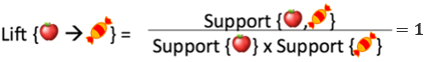 Lift {🍎 → 🍬} = Support {🍎,🍬} / Support {🍎} x Support {🍬} = 1